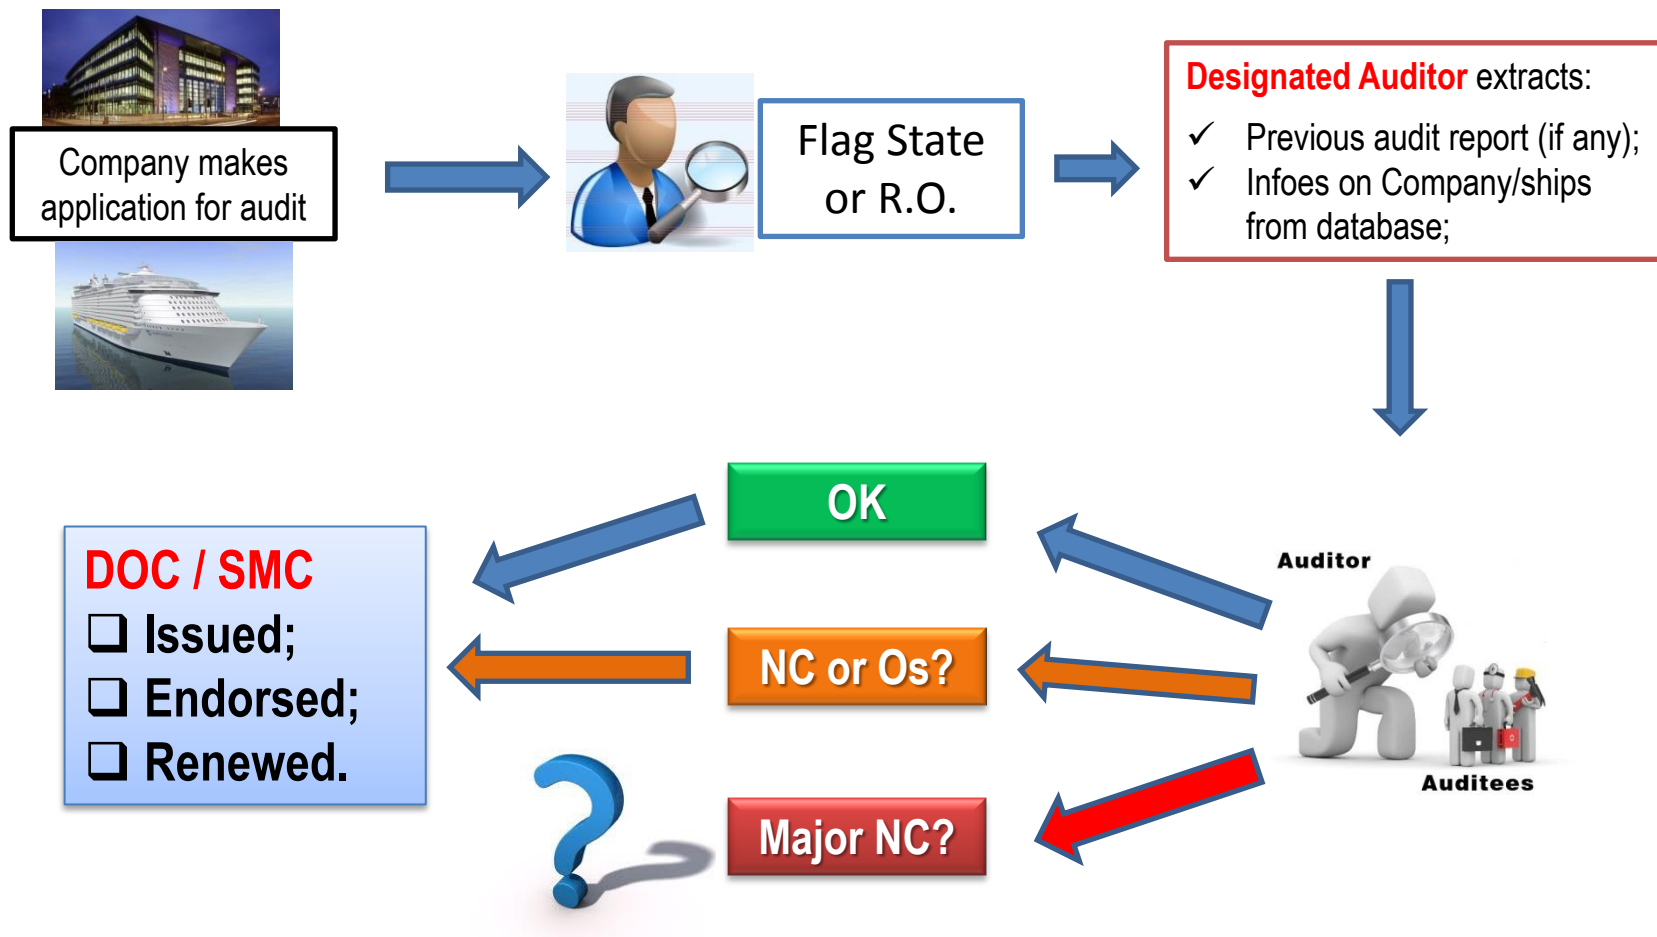 Company makes
application for audit
Flag State
or R.O.
Designated Auditor extracts:
✓ Previous audit report (if any);
✓ Infoes on Company/ships
from database;
OK
NC or Os?
Major NC?
DOC / SMC
❑ Issued;
❑ Endorsed;
❑ Renewed.
Auditor
Auditees